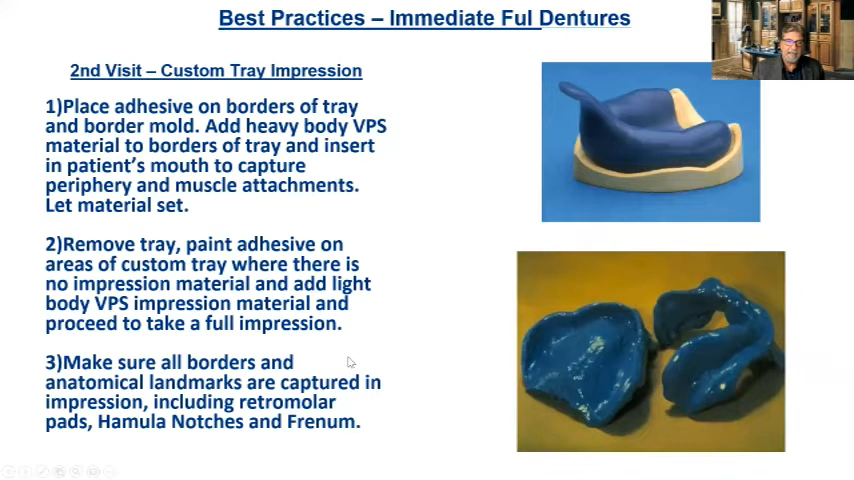 Best Practices – Immediate Ful Dentures
2nd Visit – Custom Tray Impression
1)Place adhesive on borders of tray
and border mold. Add heavy body VPS
material to borders of tray and insert
in patient's mouth to capture
periphery and muscle attachments.
Let material set.
2)Remove tray, paint adhesive on
areas of custom tray where there is
no impression material and add light
body VPS impression material and
proceed to take a full impression.
3)Make sure all borders and
anatomical landmarks are captured in
impression, including retromolar
pads, Hamula Notches and Frenum.